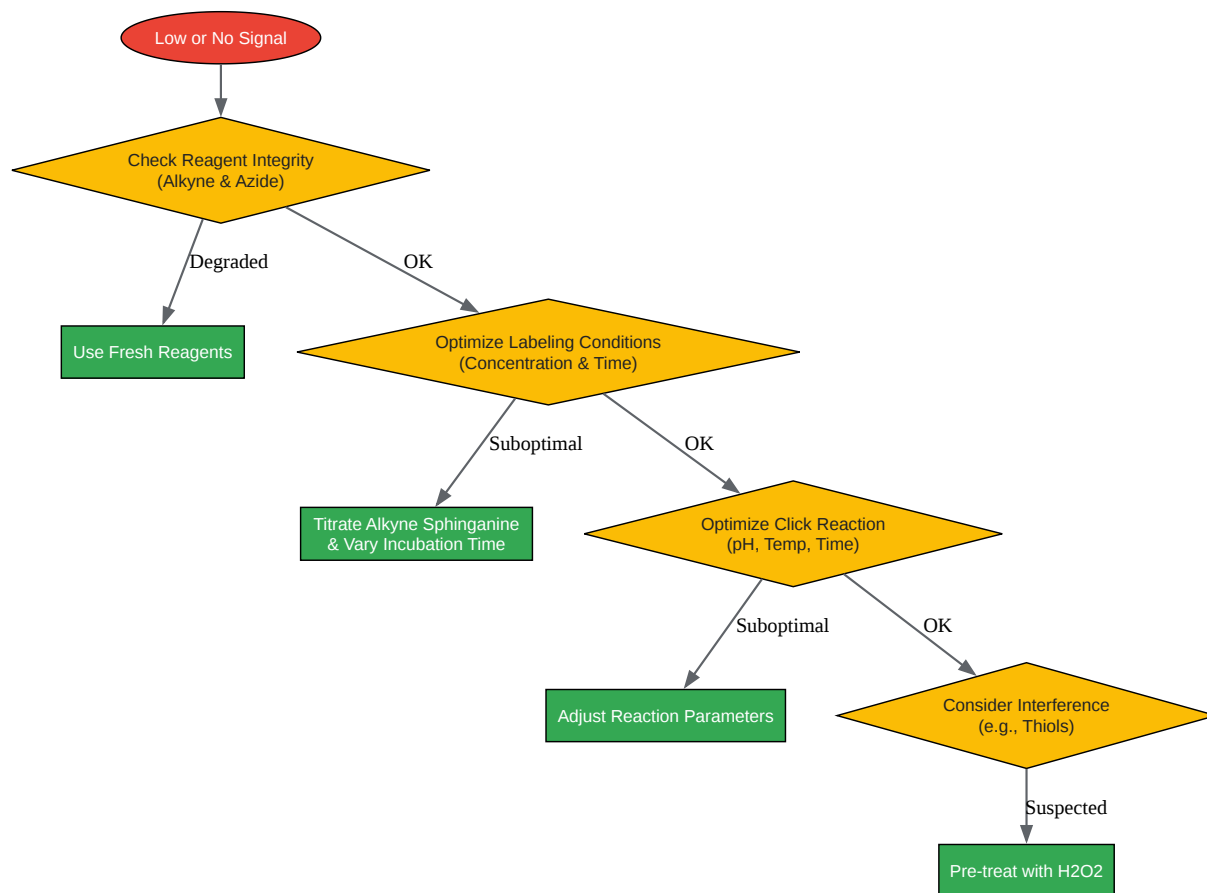 Low or No Signal
Check Reagent Integrity
(Alkyne & Azide)
Degraded
OK
Use Fresh Reagents
Optimize Labeling Conditions
(Concentration & Time)
Suboptimal
OK
Titrate Alkyne Sphinganine
& Vary Incubation Time
Optimize Click Reaction
(pH, Temp, Time)
Suboptimal
OK
Adjust Reaction Parameters
Consider Interference
(e.g., Thiols)
Suspected
Pre-treat with H2O2